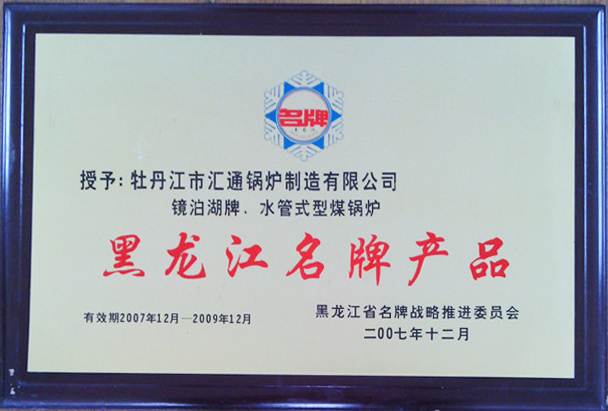 名牌
黑龙江
授予：牡丹江市汇通锅炉制造有限公司
镜泊湖牌．水管式型煤锅炉
黑龙江名牌产品
有效期2007年12月—2009年12月
黑龙江省名牌战略推进委员会
二00七年十二月